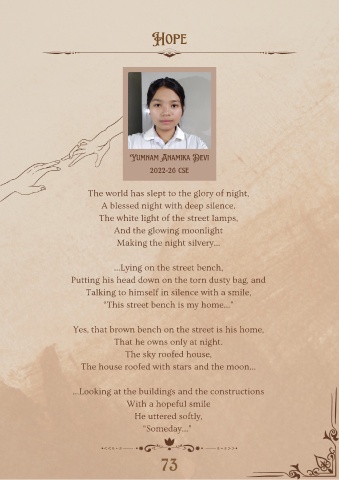 HOPE
YUMNAM ANAMIKA DEVI
2022-26 CSE
The world has slept to the glory of night,
A blessed night with deep silence,
The white light of the street lamps,
And the glowing moonlight
Making the night silvery...
...Lying on the street bench,
Putting his head down on the torn dusty bag, and
Talking to himself in silence with a smile,
"This street bench is my home..."
Yes, that brown bench on the street is his home,
That he owns only at night.
The sky roofed house,
The house roofed with stars and the moon...
...Looking at the buildings and the constructions
With a hopeful smile
He uttered softly,
"Someday..."
73